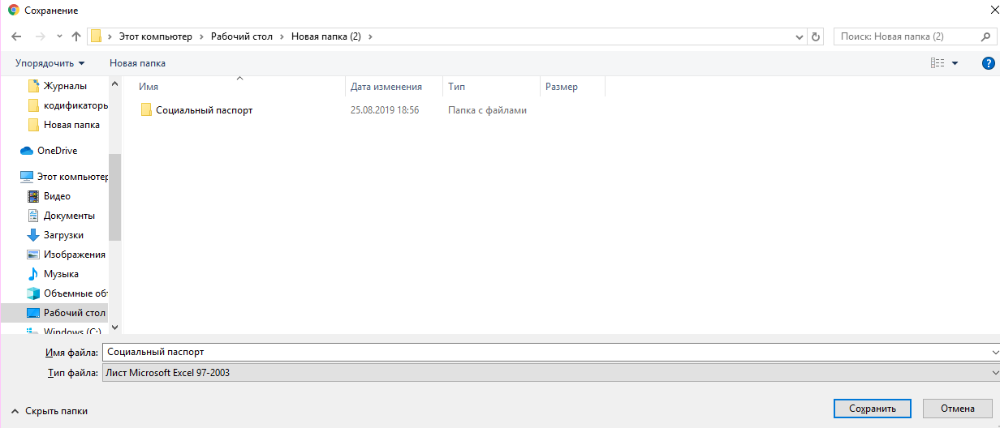 Сохранение
Этот компьютер > Рабочий стол > Новая папка (2) >
Поиск: Новая папка (2)
Упорядочить Новая папка
Имя Дата изменения Тип Размер
Социальный паспорт 25.08.2019 18:56 Папка с файлами
Журналы
кодификаторы
Новая папка
OneDrive
Этот компьютер
Видео
Документы
Загрузки
Изображения
Музыка
Объемные об
Рабочий стол
Windows (C:)
Имя файла: Социальный паспорт
Тип файла: Лист Microsoft Excel 97-2003
Скрыть папки
Сохранить Отмена